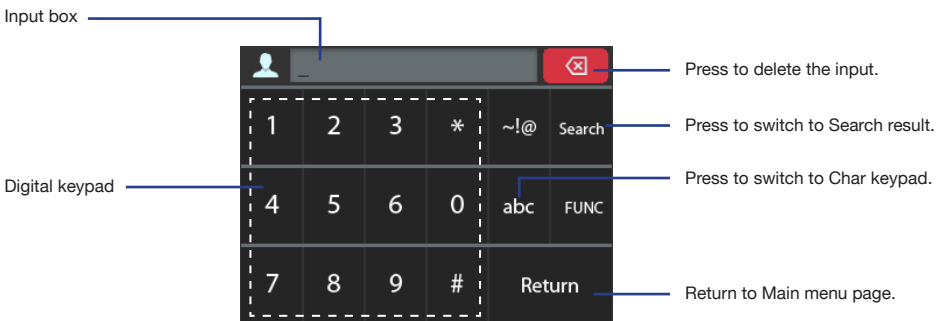 Input box
_
Press to delete the input.
1 2 3 * ~!@ Search
Press to switch to Search result.
Press to switch to Char keypad.
Digital keypad
4 5 6 0 abc FUNC
7 8 9 # Return
Return to Main menu page.